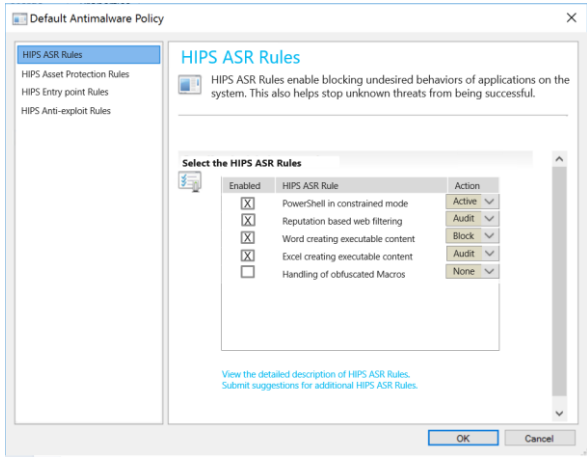 Default Antimalware Policy
HIPS ASR Rules
HIPS Asset Protection Rules
HIPS Entry point Rules
HIPS Anti-exploit Rules
HIPS ASR Rules
HIPS ASR Rules enable blocking undesired behaviors of applications on the
system. This also helps stop unknown threats from being successful.
Select the HIPS ASR Rules
Enabled HIPS ASR Rule Action
X PowerShell in constrained mode Active
X Reputation based web filtering Audit
X Word creating executable content Block
X Excel creating executable content Audit
Handling of obfuscated Macros None
View the detailed description of HIPS ASR Rules.
Submit suggestions for additional HIPS ASR Rules.
OK Cancel